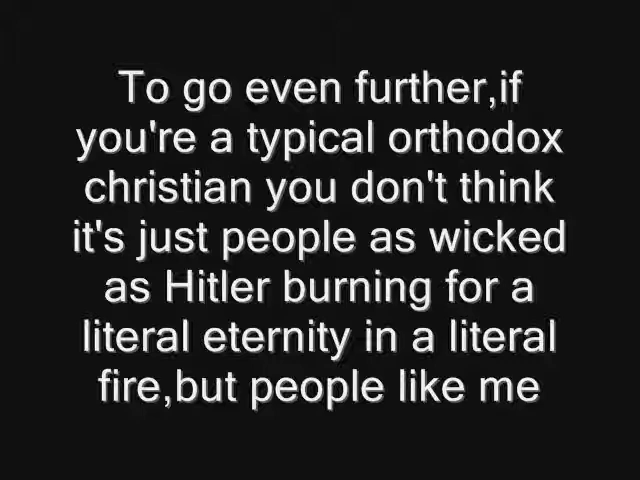 To go even further,if
you're a typical orthodox
christian you don't think
it's just people as wicked
as Hitler burning for a
literal eternity in a literal
fire,but people like me